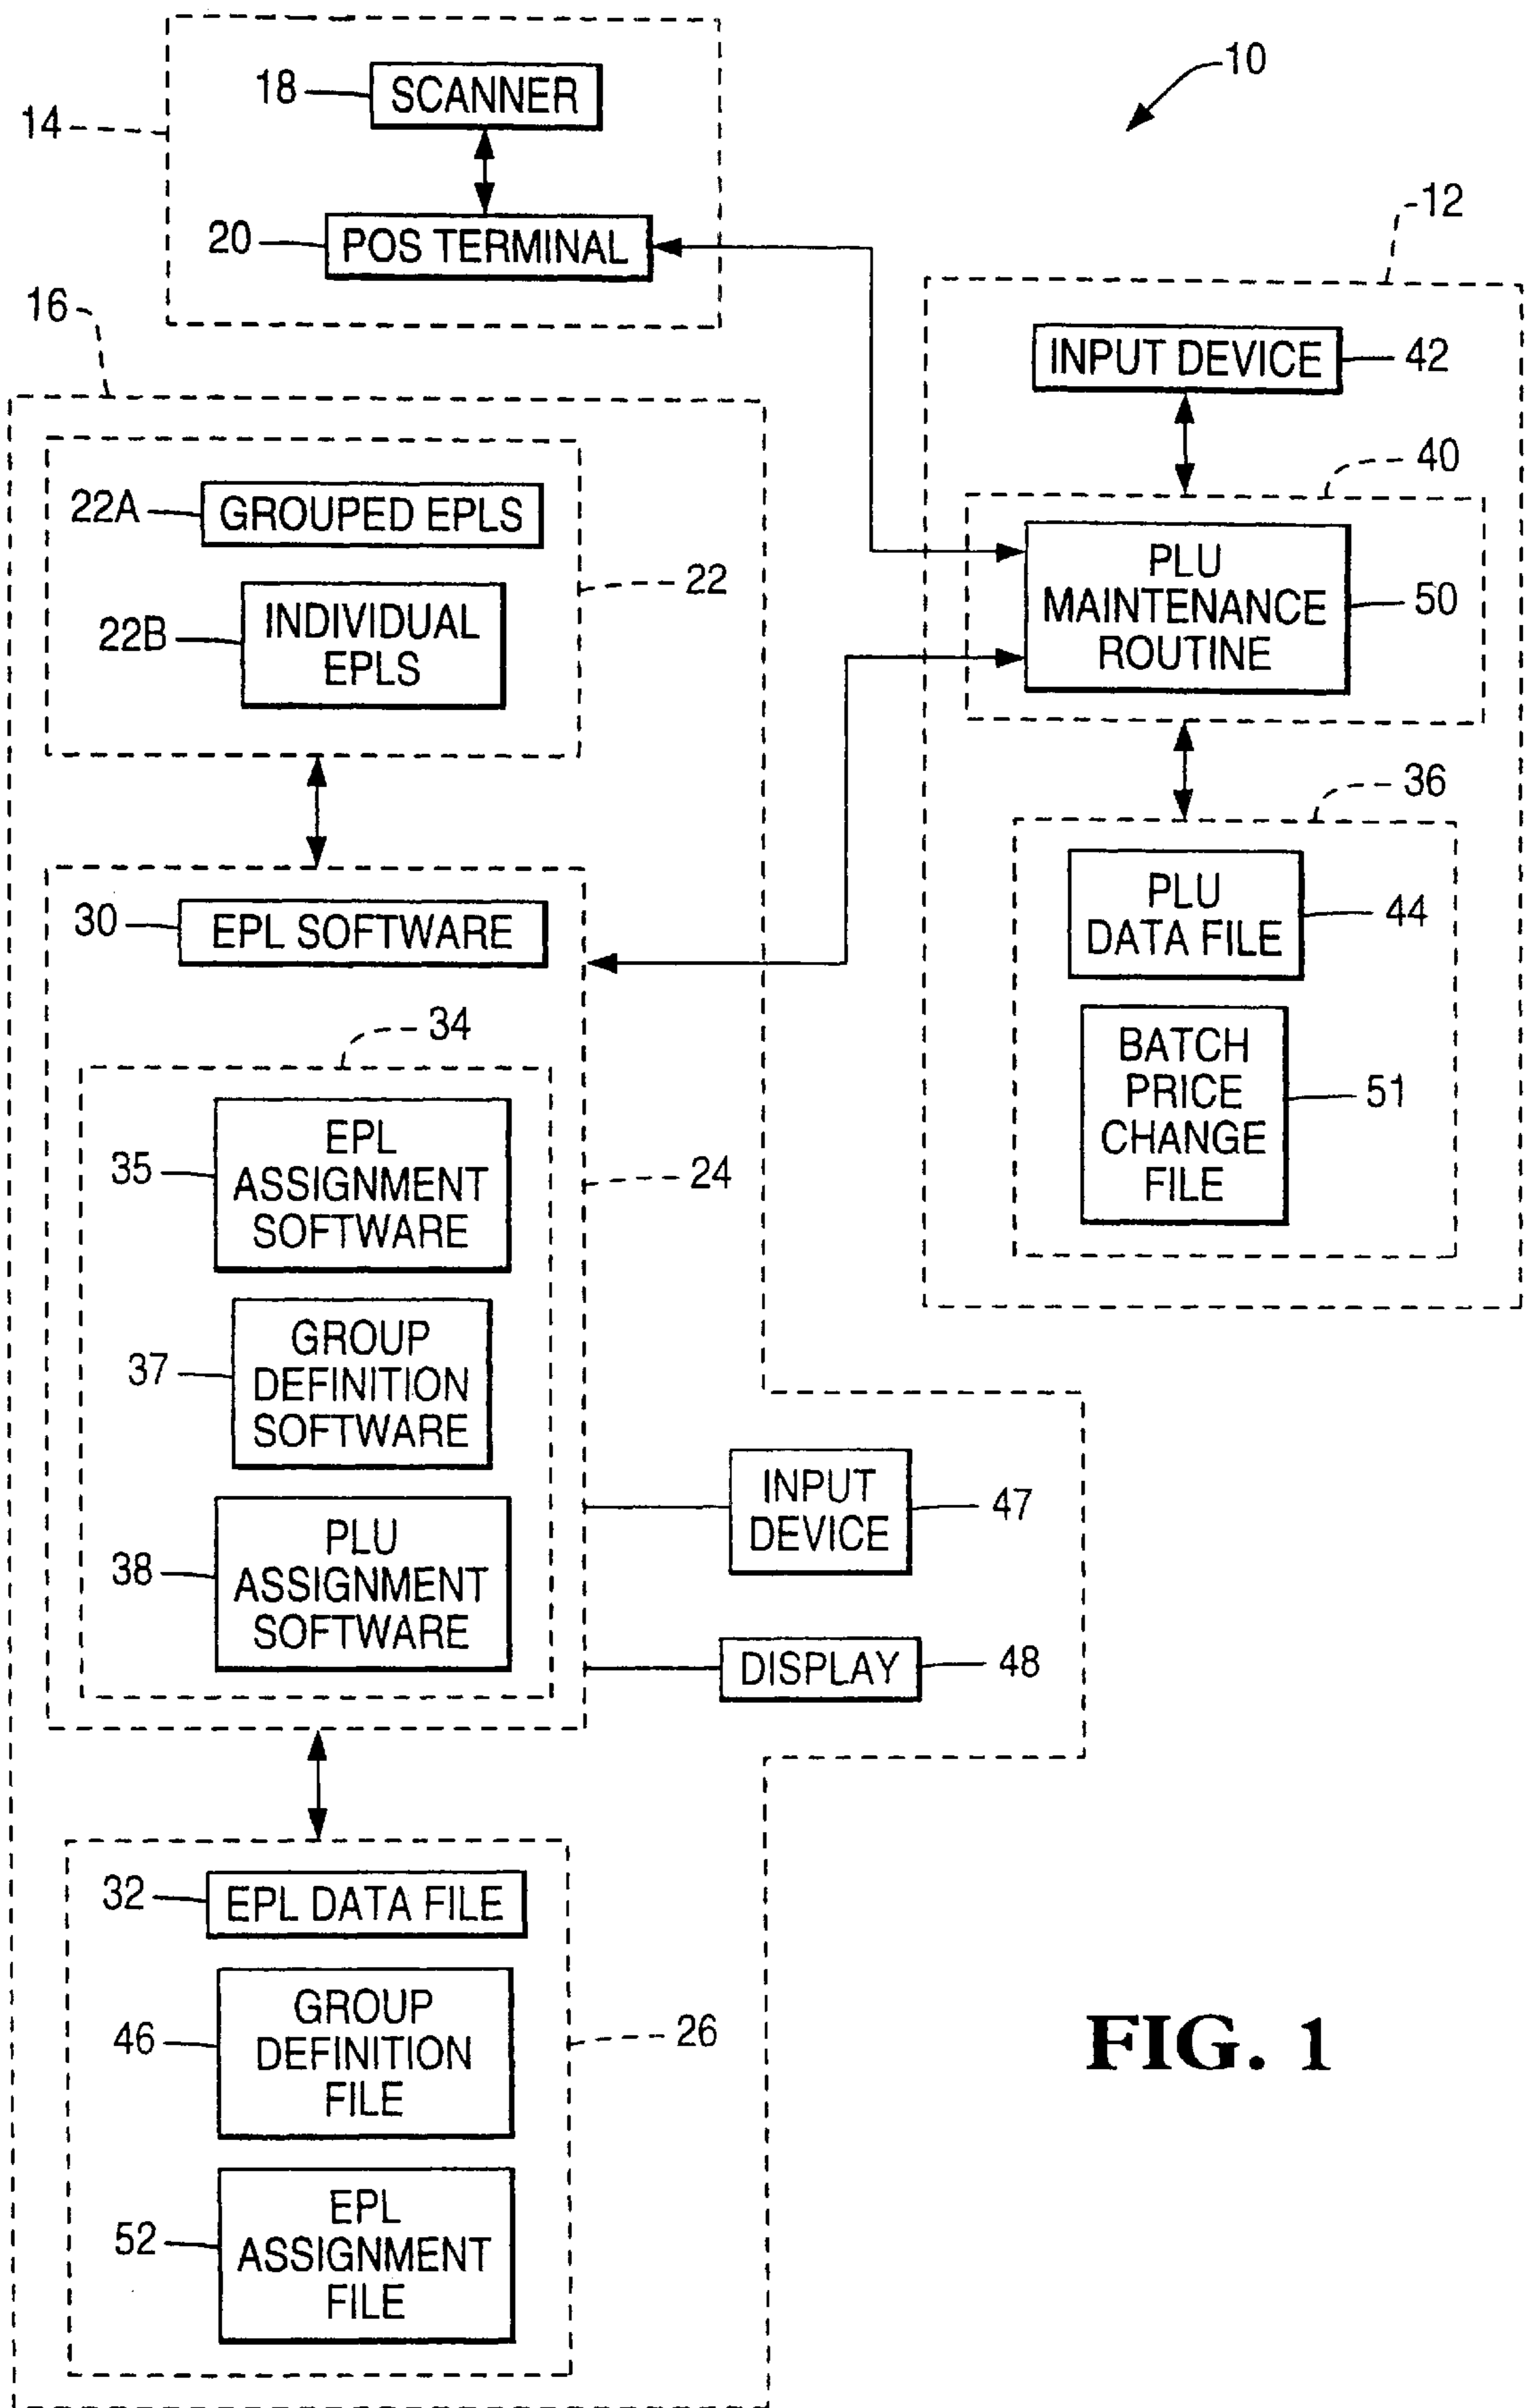 10
14
18 SCANNER
20 POS TERMINAL
12
INPUT DEVICE 42
40
PLU
MAINTENANCE
ROUTINE
50
36
PLU
DATA FILE
44
BATCH
PRICE
CHANGE
FILE
51
16
22A GROUPED EPLS
22B
INDIVIDUAL
EPLS
22
30 EPL SOFTWARE
34
35
EPL
ASSIGNMENT
SOFTWARE
24
37
GROUP
DEFINITION
SOFTWARE
38
PLU
ASSIGNMENT
SOFTWARE
INPUT
DEVICE
47
DISPLAY 48
32 EPL DATA FILE
46
GROUP
DEFINITION
FILE
26
52
EPL
ASSIGNMENT
FILE
FIG. 1